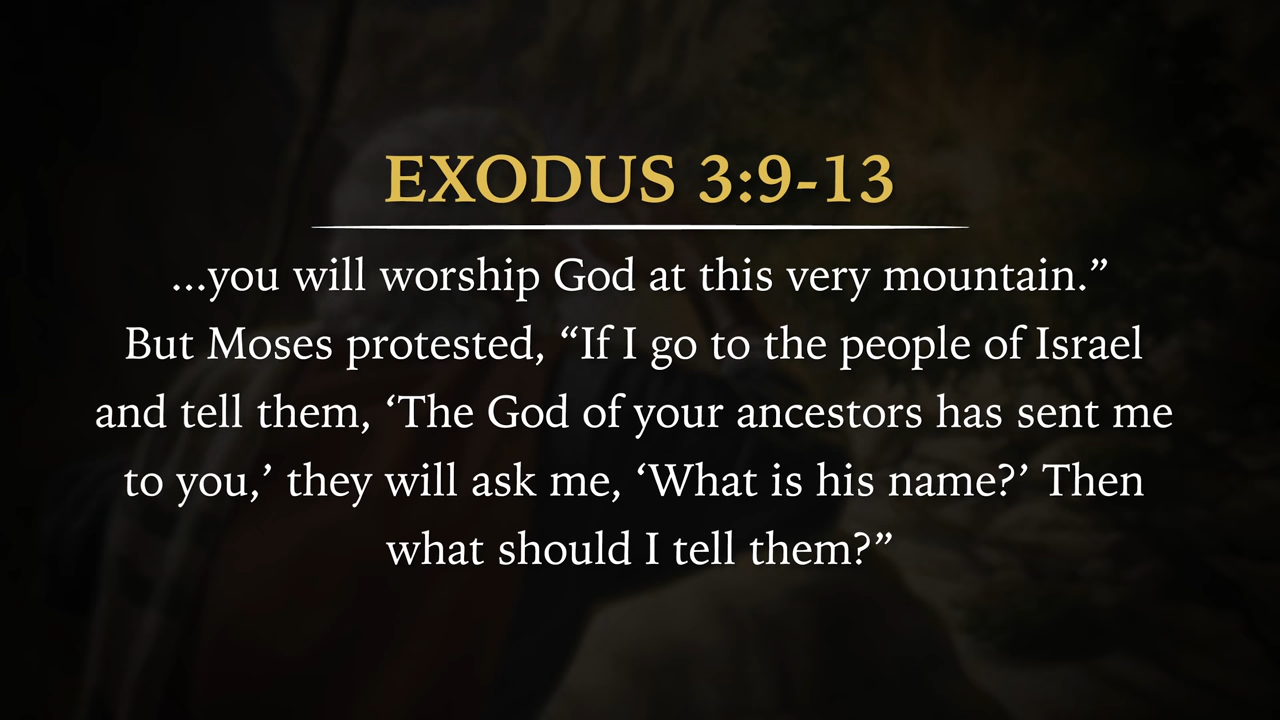 EXODUS 3:9-13
...you will worship God at this very mountain.”
But Moses protested, “If I go to the people of Israel
and tell them, ‘The God of your ancestors has sent me
to you,’ they will ask me, ‘What is his name?’ Then
what should I tell them?”